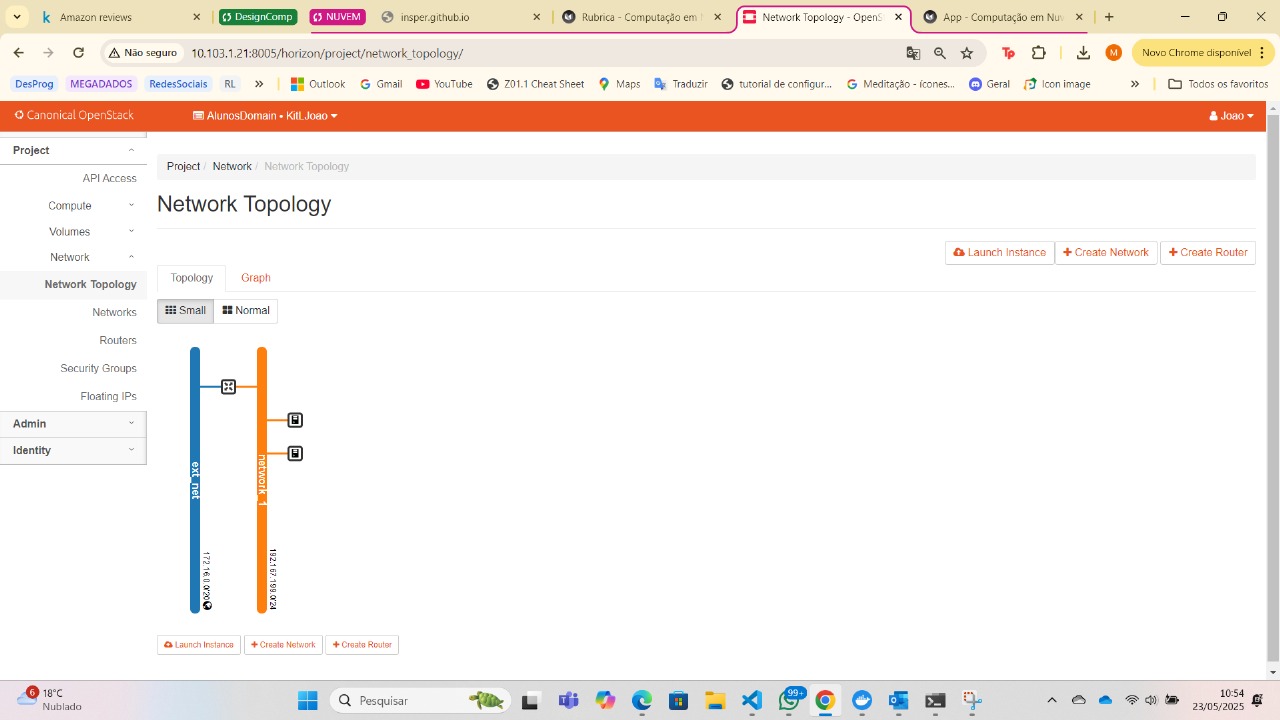 Travel reviews
DesignComp
NUVEM
insper.github.io
Rubrica - Computação em N
Network Topology - OpenS
App - Computação em Nuv
Não seguro
10.103.1.21:8005/horizon/project/network_topology/
M
Novo Chrome disponível
DesProg
MEGADADOS
RedesSociais
RL
Outlook
Gmail
YouTube
Z01.1 Cheat Sheet
Maps
Traduzir
tutorial de configur...
Meditação - ícones...
Geral
Icon image
Todos os favoritos
Canonical OpenStack
AlunosDomain • KitLJoao
Joao
Project
API Access
Compute
Volumes
Network
Network Topology
Networks
Routers
Security Groups
Floating IPs
Admin
Identity
Project / Network / Network Topology
Network Topology
Launch Instance
Create Network
Create Router
Topology
Graph
Small
Normal
ext_net
172.16.0.0/20
network_1
192.167.199.0/24
Launch Instance
Create Network
Create Router
6
18°C
Nublado
Pesquisar
99+
10:54
23/05/2025